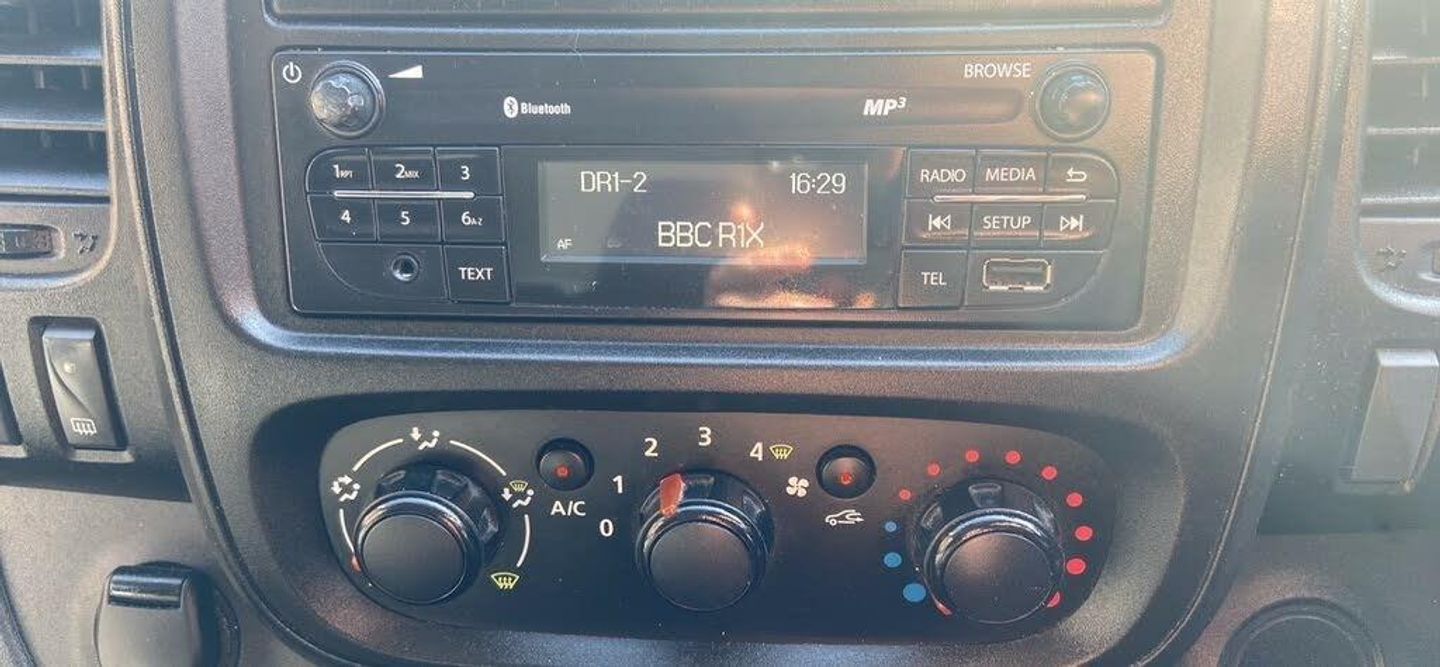 BROWSE
Bluetooth
MP3
1RPT
2MIX
3
DR1-2
16:29
RADIO
MEDIA
4
5
6A-Z
AF
BBC R1X
SETUP
TEXT
TEL
A/C
0
1
2
3
4